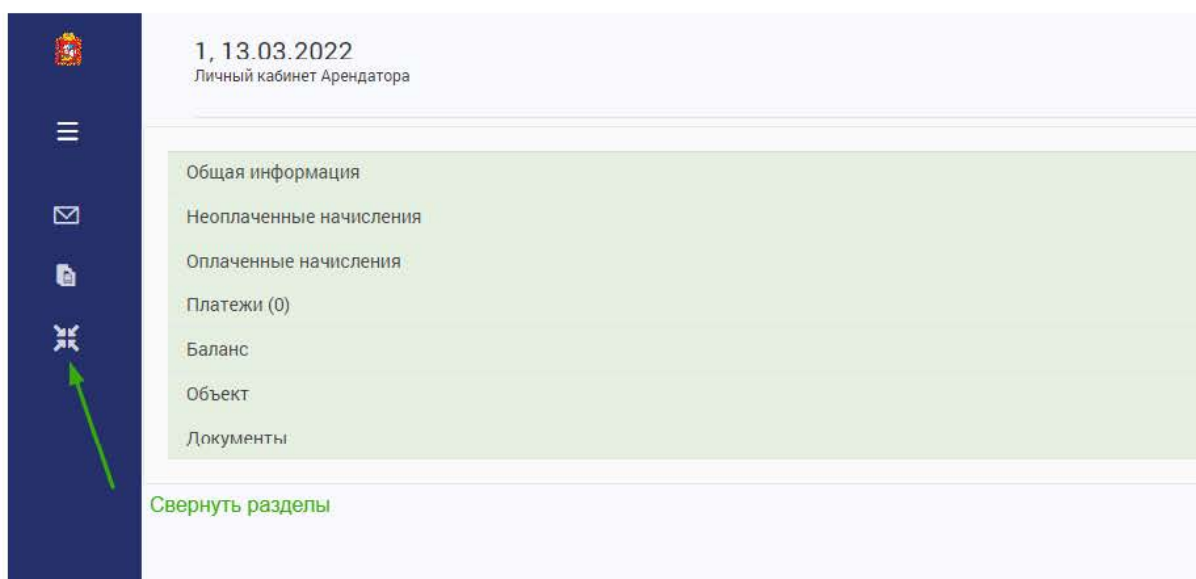 1, 13.03.2022
Личный кабинет Арендатора
Общая информация
Неоплаченные начисления
Оплаченные начисления
Платежи (0)
Баланс
Объект
Документы
Свернуть разделы